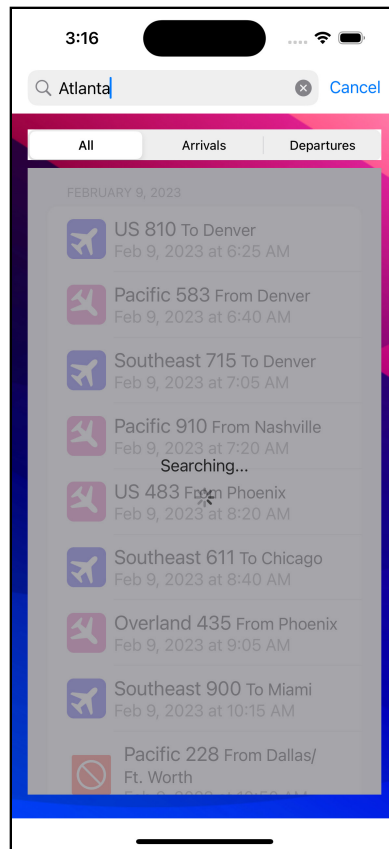 3:16
Atlanta
Cancel
All
Arrivals
Departures
FEBRUARY 9, 2023
US 810 To Denver
Feb 9, 2023 at 6:25 AM
Pacific 583 From Denver
Feb 9, 2023 at 6:40 AM
Southeast 715 To Denver
Feb 9, 2023 at 7:05 AM
Pacific 910 From Nashville
Feb 9, 2023 at 7:20 AM
Searching...
US 483 From Phoenix
Feb 9, 2023 at 8:20 AM
Southeast 611 To Chicago
Feb 9, 2023 at 8:40 AM
Overland 435 From Phoenix
Feb 9, 2023 at 9:05 AM
Southeast 900 To Miami
Feb 9, 2023 at 10:15 AM
Pacific 228 From Dallas/
Ft. Worth